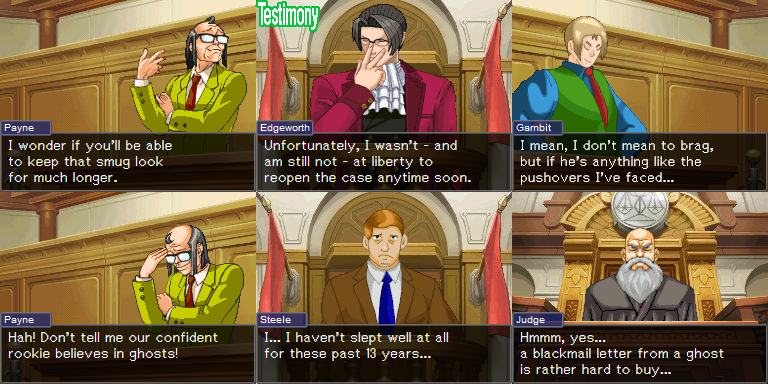 Payne
I wonder if you'll be able
to keep that smug look
for much longer.
Testimony
Edgeworth
Unfortunately, I wasn't - and
am still not - at liberty to
reopen the case anytime soon.
Gambit
I mean, I don't mean to brag,
but if he's anything like the
pushovers I've faced...
Payne
Hah! Don't tell me our confident
rookie believes in ghosts!
Steele
I... I haven't slept well at all
for these past 13 years...
Judge
Hmmm, yes...
a blackmail letter from a ghost
is rather hard to buy...